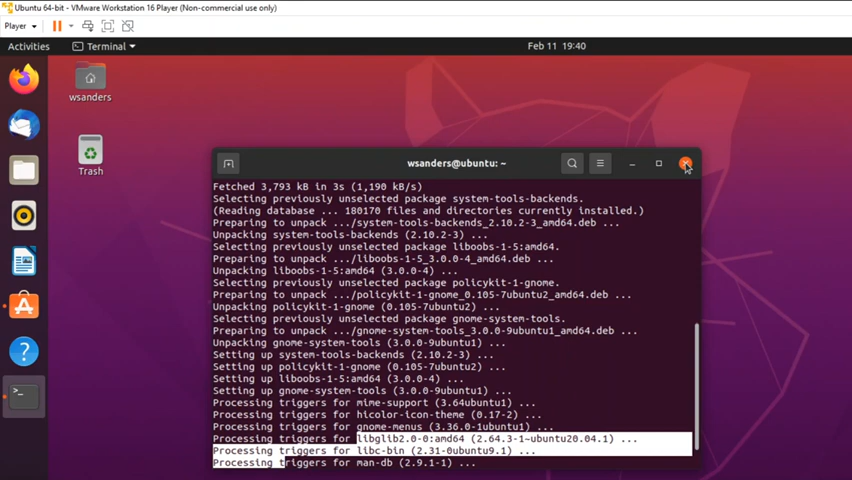 Ubuntu 64-bit - VMware Workstation 16 Player (Non-commercial use only)
Player
Activities
Terminal
Feb 11 19:40
wsanders
Trash
wsanders@ubuntu: ~
Fetched 3,793 kB in 3s (1,190 kB/s)
Selecting previously unselected package system-tools-backends.
(Reading database ... 180170 files and directories currently installed.)
Preparing to unpack .../system-tools-backends_2.10.2-3_amd64.deb ...
Unpacking system-tools-backends (2.10.2-3) ...
Selecting previously unselected package liboobs-1-5:amd64.
Preparing to unpack .../liboobs-1-5_3.0.0-4_amd64.deb ...
Unpacking liboobs-1-5:amd64 (3.0.0-4) ...
Selecting previously unselected package policykit-1-gnome.
Preparing to unpack .../policykit-1-gnome_0.105-7ubuntu2_amd64.deb ...
Unpacking policykit-1-gnome (0.105-7ubuntu2) ...
Selecting previously unselected package gnome-system-tools.
Preparing to unpack .../gnome-system-tools_3.0.0-9ubuntu1_amd64.deb ...
Unpacking gnome-system-tools (3.0.0-9ubuntu1) ...
Setting up system-tools-backends (2.10.2-3) ...
Setting up policykit-1-gnome (0.105-7ubuntu2) ...
Setting up liboobs-1-5:amd64 (3.0.0-4) ...
Setting up gnome-system-tools (3.0.0-9ubuntu1) ...
Processing triggers for mime-support (3.64ubuntu1) ...
Processing triggers for hicolor-icon-theme (0.17-2) ...
Processing triggers for gnome-menus (3.36.0-1ubuntu1) ...
Processing triggers for libglib2.0-0:amd64 (2.64.3-1~ubuntu20.04.1) ...
Processing triggers for libc-bin (2.31-0ubuntu9.1) ...
Processing triggers for man-db (2.9.1-1) ...